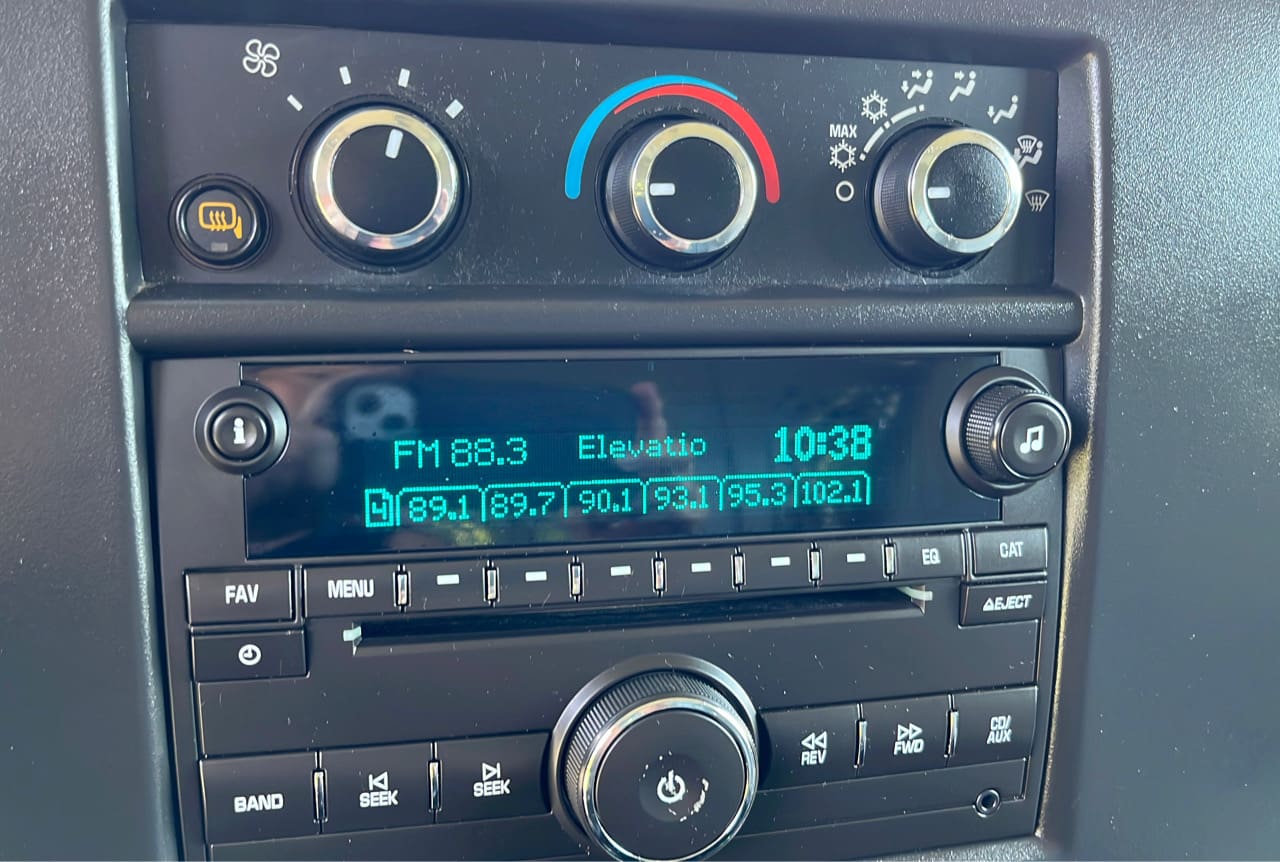 MAX
i
FM 88.3 Elevatio 10:38
4 89.1 89.7 90.1 93.1 95.3 102.1
FAV MENU EQ CAT
EJECT
BAND SEEK SEEK REV FWD CD/
AUX